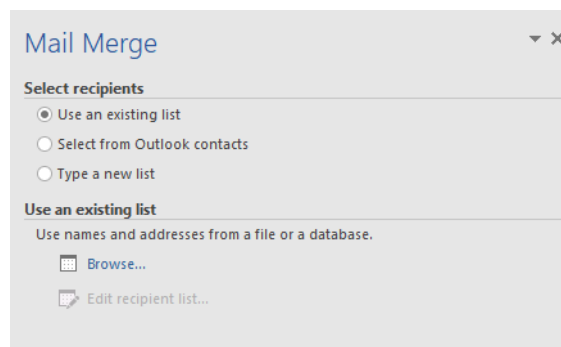 Mail Merge
Select recipients
Use an existing list
Select from Outlook contacts
Type a new list
Use an existing list
Use names and addresses from a file or a database.
Browse...
Edit recipient list...